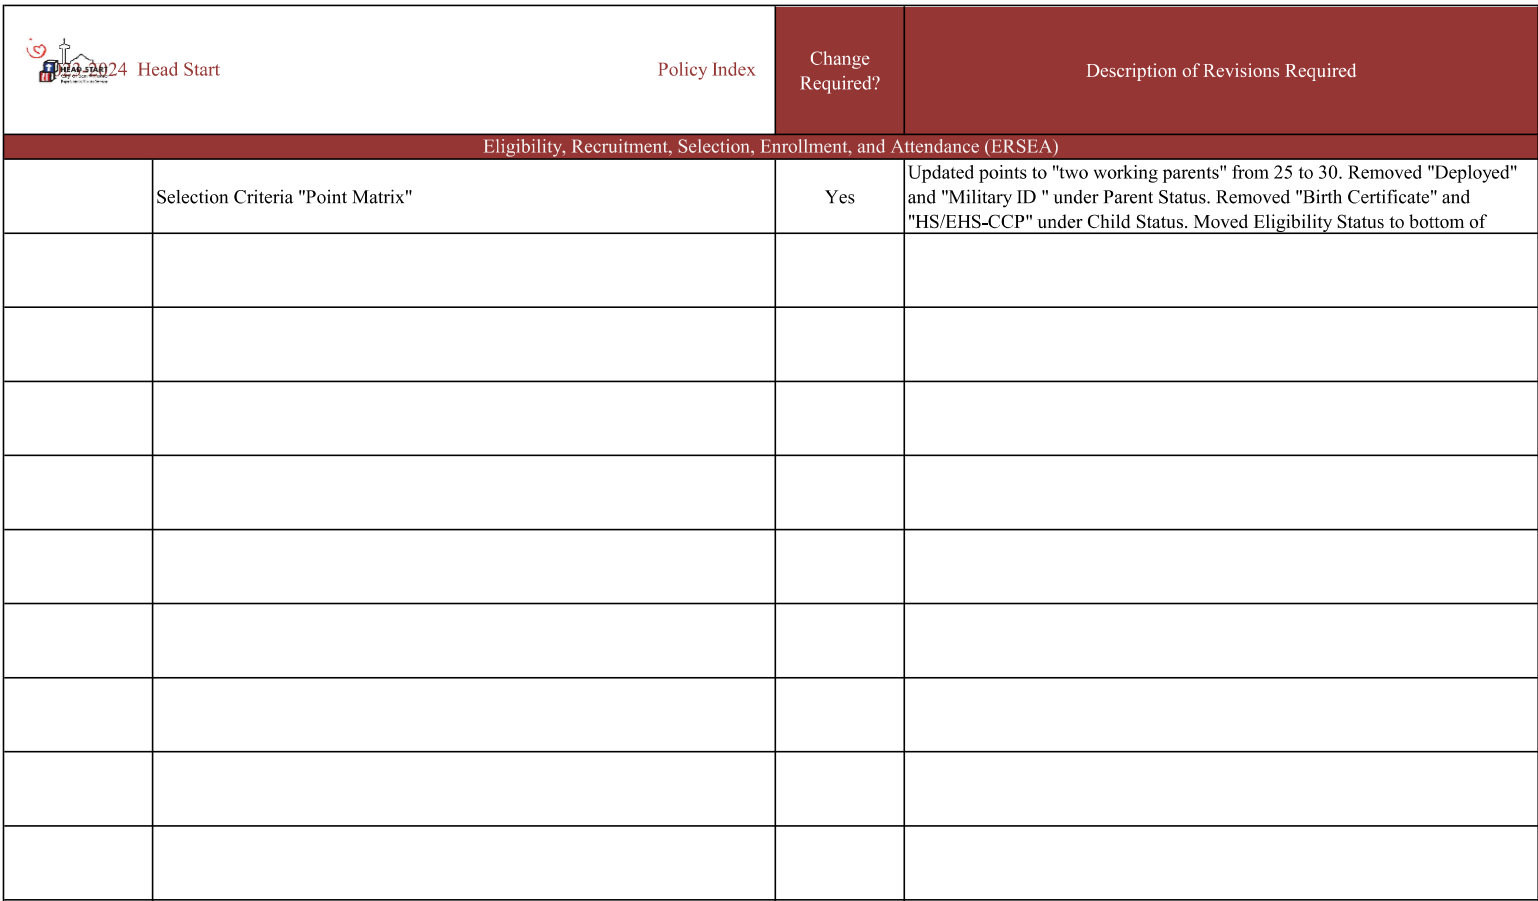 2024 Head Start
Policy Index
Change
Required?
Description of Revisions Required
HEAD START
Eligibility, Recruitment, Selection, Enrollment, and Attendance (ERSEA)
Selection Criteria "Point Matrix"
Yes
Updated points to "two working parents" from 25 to 30. Removed "Deployed"
and "Military ID " under Parent Status. Removed "Birth Certificate" and
"HS/EHS-CCP" under Child Status. Moved Eligibility Status to bottom of